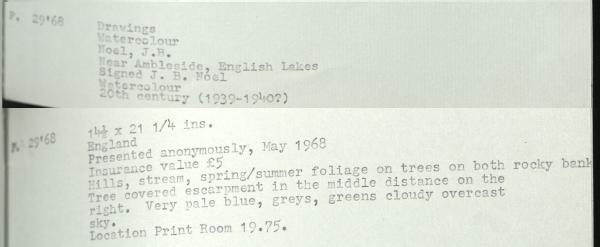 P. 29'68
Drawings
Watercolour
Noel, J.B.
Near Ambleside, English Lakes
Signed J. B. Noel
Watercolour
20th century (1939-1940?)
P. 29'68
14½ x 21 1/4 ins.
England
Presented anonymously, May 1968
Insurance value £5
Hills, stream, spring/summer foliage on trees on both rocky bank
Tree covered escarpment in the middle distance on the
right. Very pale blue, greys, greens cloudy overcast
sky.
Location Print Room 19.75.